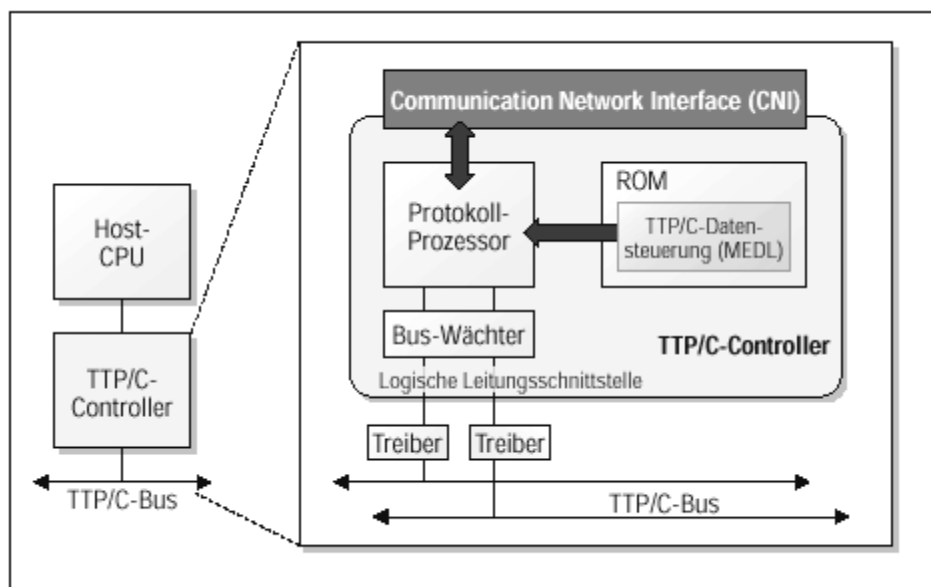 Host-
CPU
TTP/C-
Controller
TTP/C-Bus
Communication Network Interface (CNI)
Protokoll-
Prozessor
ROM
TTP/C-Daten-
steuerung (MEDL)
Bus-Wächter
TTP/C-Controller
Logische Leitungsschnittstelle
Treiber
Treiber
TTP/C-Bus